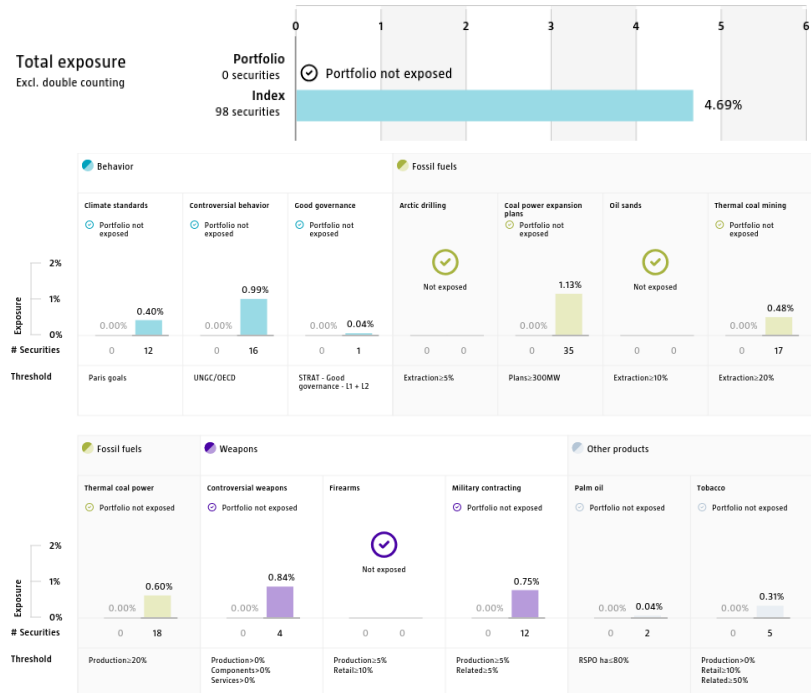 0 1 2 3 4 5 6
Total exposure
Excl. double counting
Portfolio
0 securities
Portfolio not exposed
Index
98 securities
4.69%
Behavior
Fossil fuels
Climate standards
Portfolio not
exposed
Controversial behavior
Portfolio not
exposed
Good governance
Portfolio not
exposed
Arctic drilling
Not exposed
Coal power expansion
plans
Portfolio not
exposed
Oil sands
Not exposed
Thermal coal mining
Portfolio not
exposed
Exposure
2%
1%
0%
0.00% 0.40%
0.00% 0.99%
0.00% 0.04%
0.00% 1.13%
0.00% 0.48%
# Securities
0 12 0 16 0 1 0 0 0 35 0 0 0 17
Threshold
Paris goals
UNGC/OECD
STRAT - Good
governance - L1 + L2
Extraction≥5%
Plans≥300MW
Extraction≥10%
Extraction≥20%
Fossil fuels
Weapons
Other products
Thermal coal power
Portfolio not exposed
Controversial weapons
Portfolio not exposed
Firearms
Not exposed
Military contracting
Portfolio not exposed
Palm oil
Portfolio not exposed
Tobacco
Portfolio not exposed
Exposure
2%
1%
0%
0.00% 0.60%
0.00% 0.84%
0.00% 0.75%
0.00% 0.04%
0.00% 0.31%
# Securities
0 18 0 4 0 0 0 12 0 2 0 5
Threshold
Production≥20%
Production>0%
Components>0%
Services>0%
Production≥5%
Retail≥10%
Production≥5%
Related≥5%
RSPO ha≤80%
Production>0%
Retail≥10%
Related≥50%